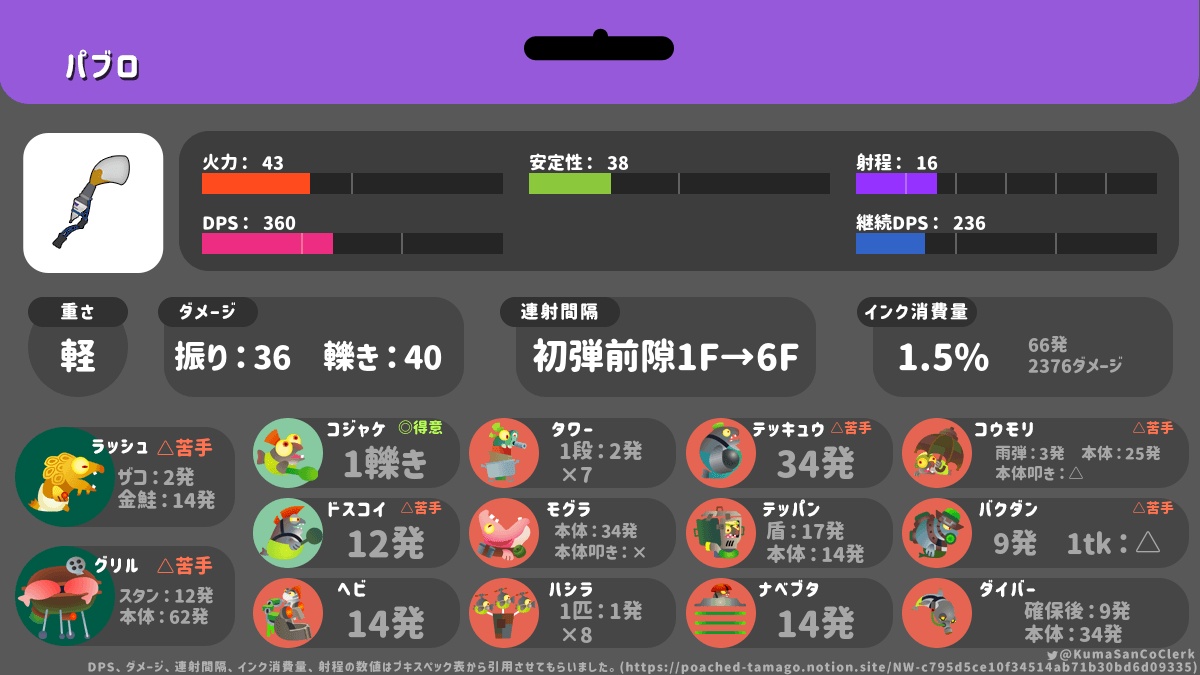 パブロ
火力： 43
安定性： 38
射程： 16
DPS： 360
継続DPS： 236
重さ
軽
ダメージ
振り：36　轢き：40
連射間隔
初弾前隙1F→6F
インク消費量
1.5%
66発
2376ダメージ
ラッシュ △苦手
ザコ：2発
金鮭：14発
グリル △苦手
スタン：12発
本体：62発
コジャケ ◎得意
1轢き
タワー
1段：2発
×7
テッキュウ △苦手
34発
コウモリ △苦手
雨弾：3発　本体：25発
本体叩き：△
ドスコイ △苦手
12発
モグラ
本体：34発
本体叩き：×
テッパン
盾：17発
本体：14発
バクダン △苦手
9発　1tk：△
ヘビ
14発
ハシラ
1匹：1発
×8
ナベブタ
14発
ダイバー
確保後：9発
本体：34発
@KumaSanCoClerk
DPS、ダメージ、連射間隔、インク消費量、射程の数値はブキスペック表から引用させてもらいました。(https://poached-tamago.notion.site/NW-c795d5ce10f34514ab71b30bd6d09335)